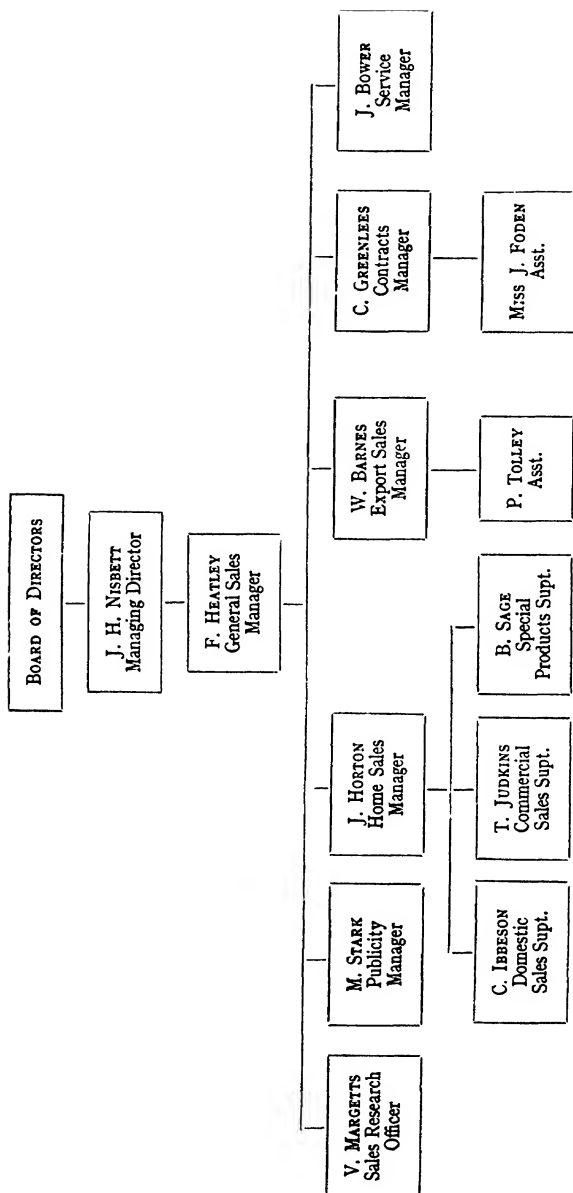 BOARD OF DIRECTORS
J. H. NISBETT
Managing Director
F. HEATLEY
General Sales
Manager
V. MARGETTS
Sales Research
Officer
M. STARK
Publicity
Manager
J. HORTON
Home Sales
Manager
W. BARNES
Export Sales
Manager
C. GREENLEES
Contracts
Manager
J. BOWER
Service
Manager
C. IBBESON
Domestic
Sales Supt.
T. JUDKINS
Commercial
Sales Supt.
B. SAGE
Special
Products Supt.
P. TOLLEY
Asst.
MISS J. FODEN
Asst.